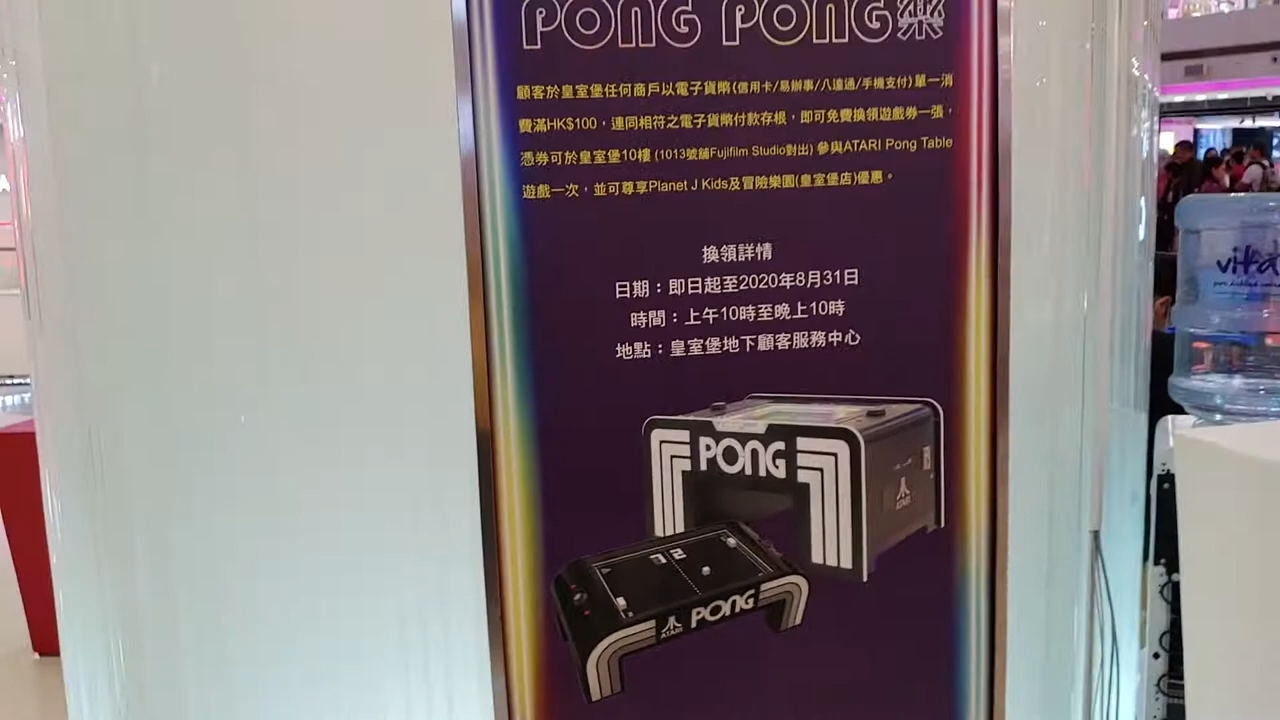 PONG PONG樂
顧客於皇室堡任何商戶以電子貨幣(信用卡/易辦事/八達通/手機支付)單一消
費滿HK$100，連同相符之電子貨幣付款存根，即可免費換領遊戲券一張，
憑券可於皇室堡10樓 (1013號舖Fujifilm Studio對出) 參與ATARI Pong Table
遊戲一次，並可尊享Planet J Kids及冒險樂園(皇室堡店)優惠。
換領詳情
日期：即日起至2020年8月31日
時間：上午10時至晚上10時
地點：皇室堡地下顧客服務中心
PONG
ATARI
ATARI PONG